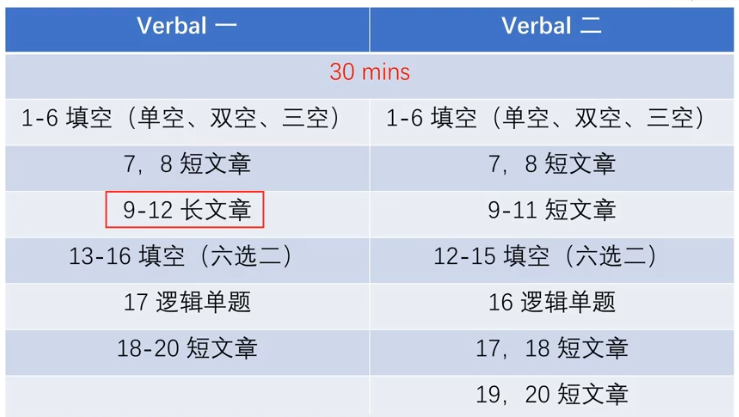 Verbal 一 Verbal 二
30 mins
1-6 填空（单空、双空、三空） 1-6 填空（单空、双空、三空）
7，8 短文章 7，8 短文章
9-12 长文章 9-11 短文章
13-16 填空（六选二） 12-15 填空（六选二）
17 逻辑单题 16 逻辑单题
18-20 短文章 17，18 短文章
19，20 短文章